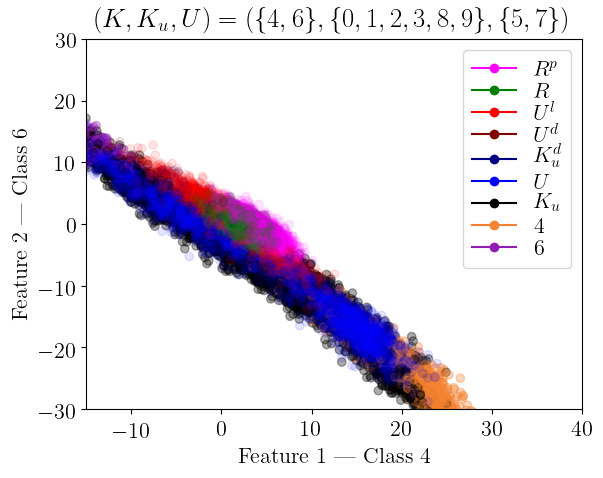 (K, K_u, U) = ({4, 6}, {0, 1, 2, 3, 8, 9}, {5, 7})
30
20
10
0
−10
−20
−30
Feature 2 — Class 6
R^p
R
U^l
U^d
K_u^d
U
K_u
4
6
−10
0
10
20
30
40
Feature 1 — Class 4